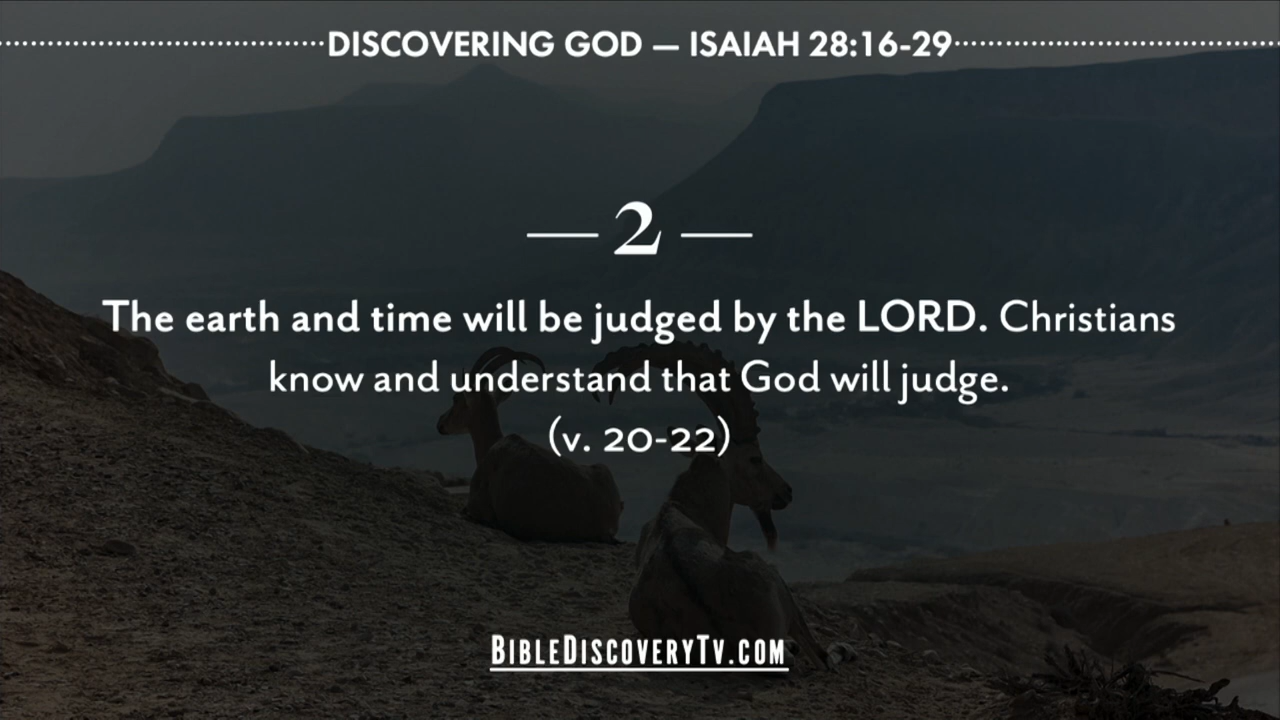 DISCOVERING GOD — ISAIAH 28:16-29
— 2 —
The earth and time will be judged by the LORD. Christians
know and understand that God will judge.
(v. 20-22)
BIBLEDISCOVERYTV.COM